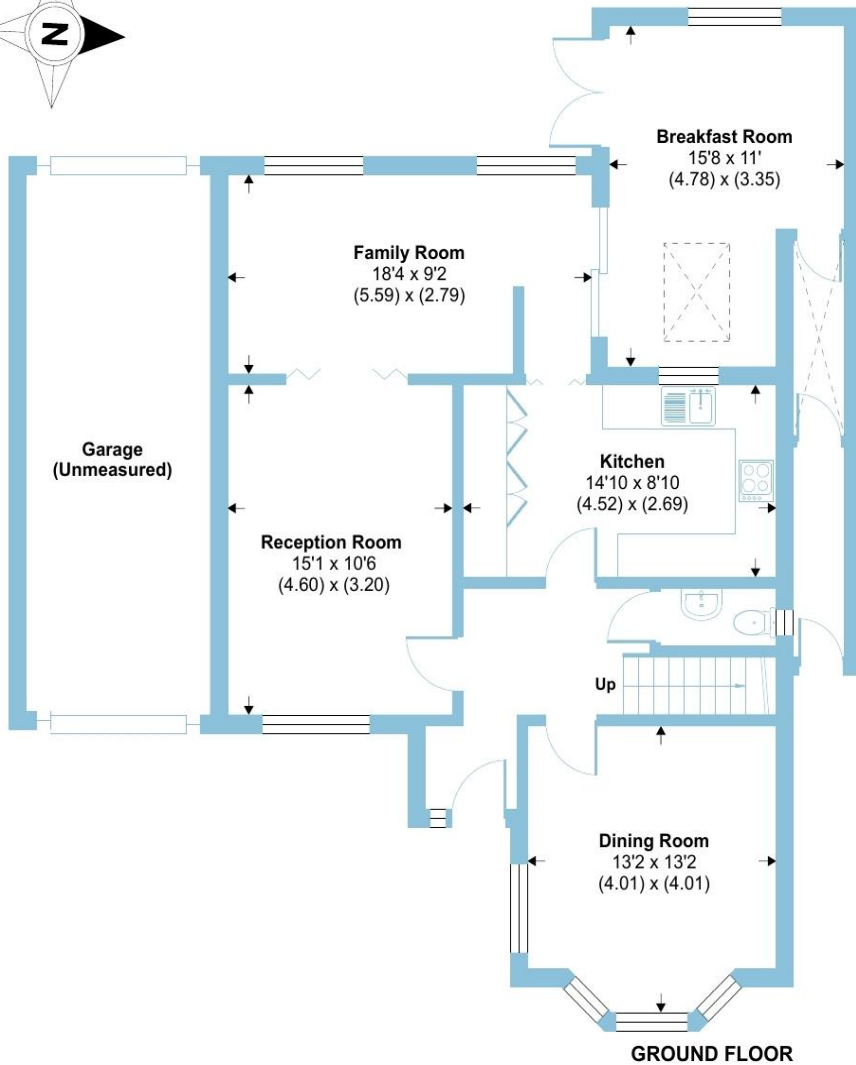 N
Breakfast Room
15'8 x 11'
(4.78) x (3.35)
Family Room
18'4 x 9'2
(5.59) x (2.79)
Garage
(Unmeasured)
Kitchen
14'10 x 8'10
(4.52) x (2.69)
Reception Room
15'1 x 10'6
(4.60) x (3.20)
Up
Dining Room
13'2 x 13'2
(4.01) x (4.01)
GROUND FLOOR